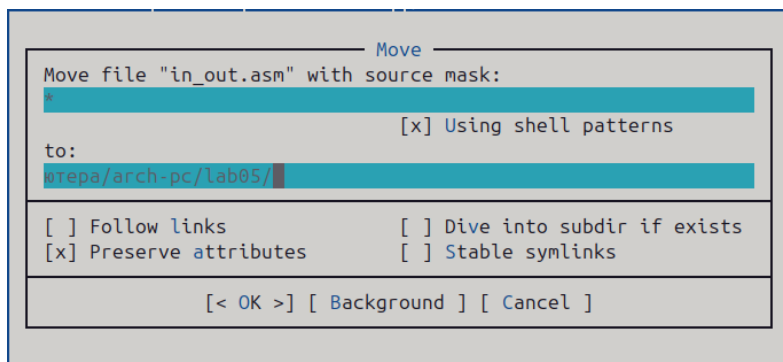 Move
Move file "in_out.asm" with source mask:
*
[x] Using shell patterns
to:
ютера/arch-pc/lab05/
[ ] Follow links [ ] Dive into subdir if exists
[x] Preserve attributes [ ] Stable symlinks
[< OK >] [ Background ] [ Cancel ]